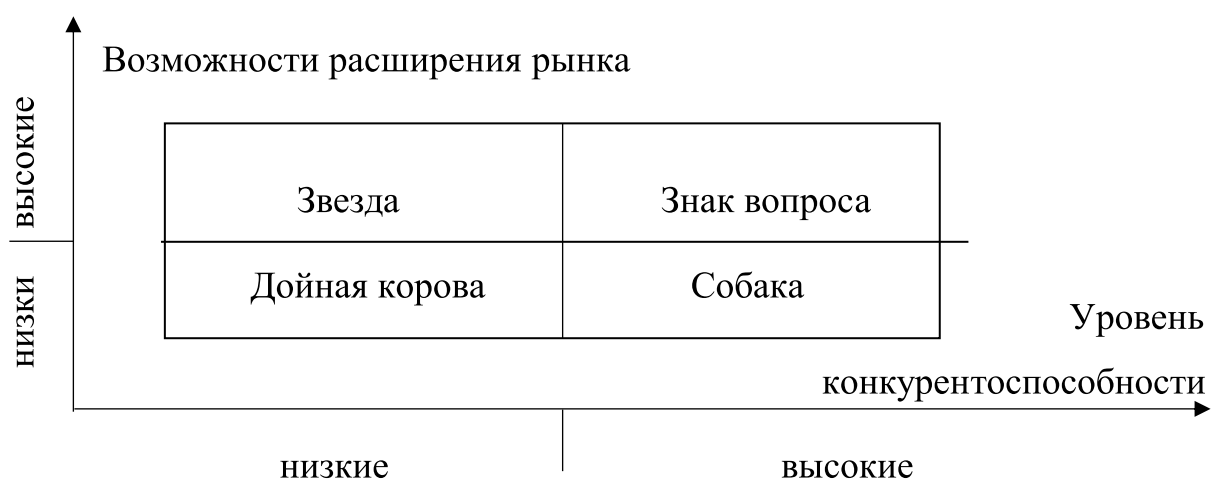 Возможности расширения рынка
высокие
Звезда
Знак вопроса
низки
Дойная корова
Собака
Уровень
конкурентоспособности
низкие
высокие